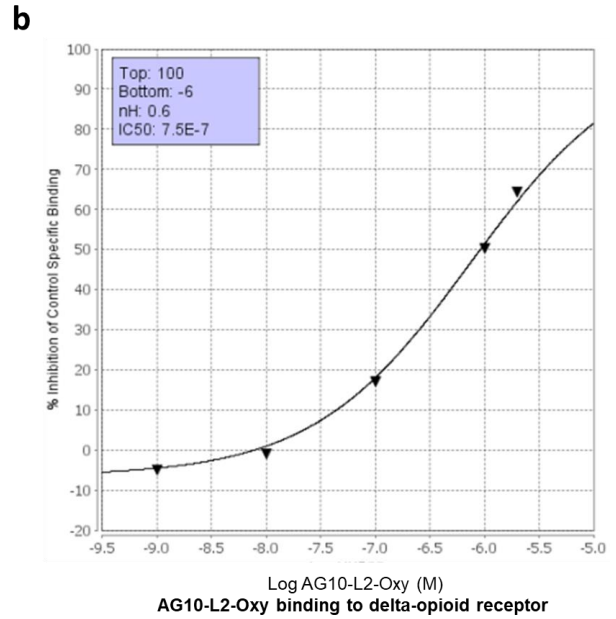 b
100
90
80
70
60
50
40
30
20
10
0
-10
-20
% Inhibition of Control Specific Binding
Top: 100
Bottom: -6
nH: 0.6
IC50: 7.5E-7
-9.5 -9.0 -8.5 -8.0 -7.5 -7.0 -6.5 -6.0 -5.5 -5.0
Log AG10-L2-Oxy (M)
AG10-L2-Oxy binding to delta-opioid receptor